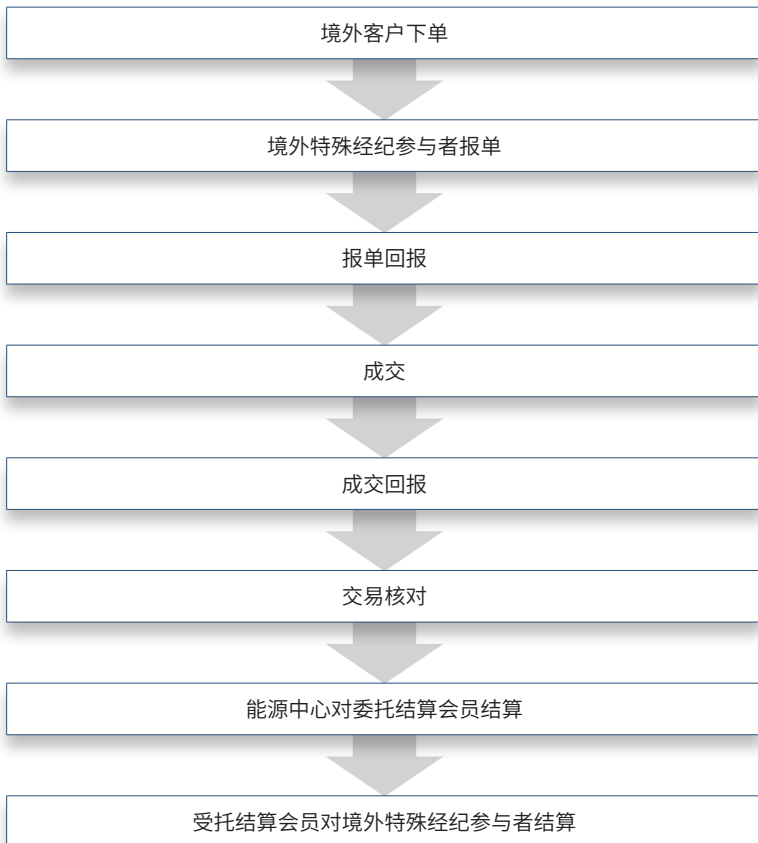 境外客户下单
境外特殊经纪参与者报单
报单回报
成交
成交回报
交易核对
能源中心对委托结算会员结算
受托结算会员对境外特殊经纪参与者结算